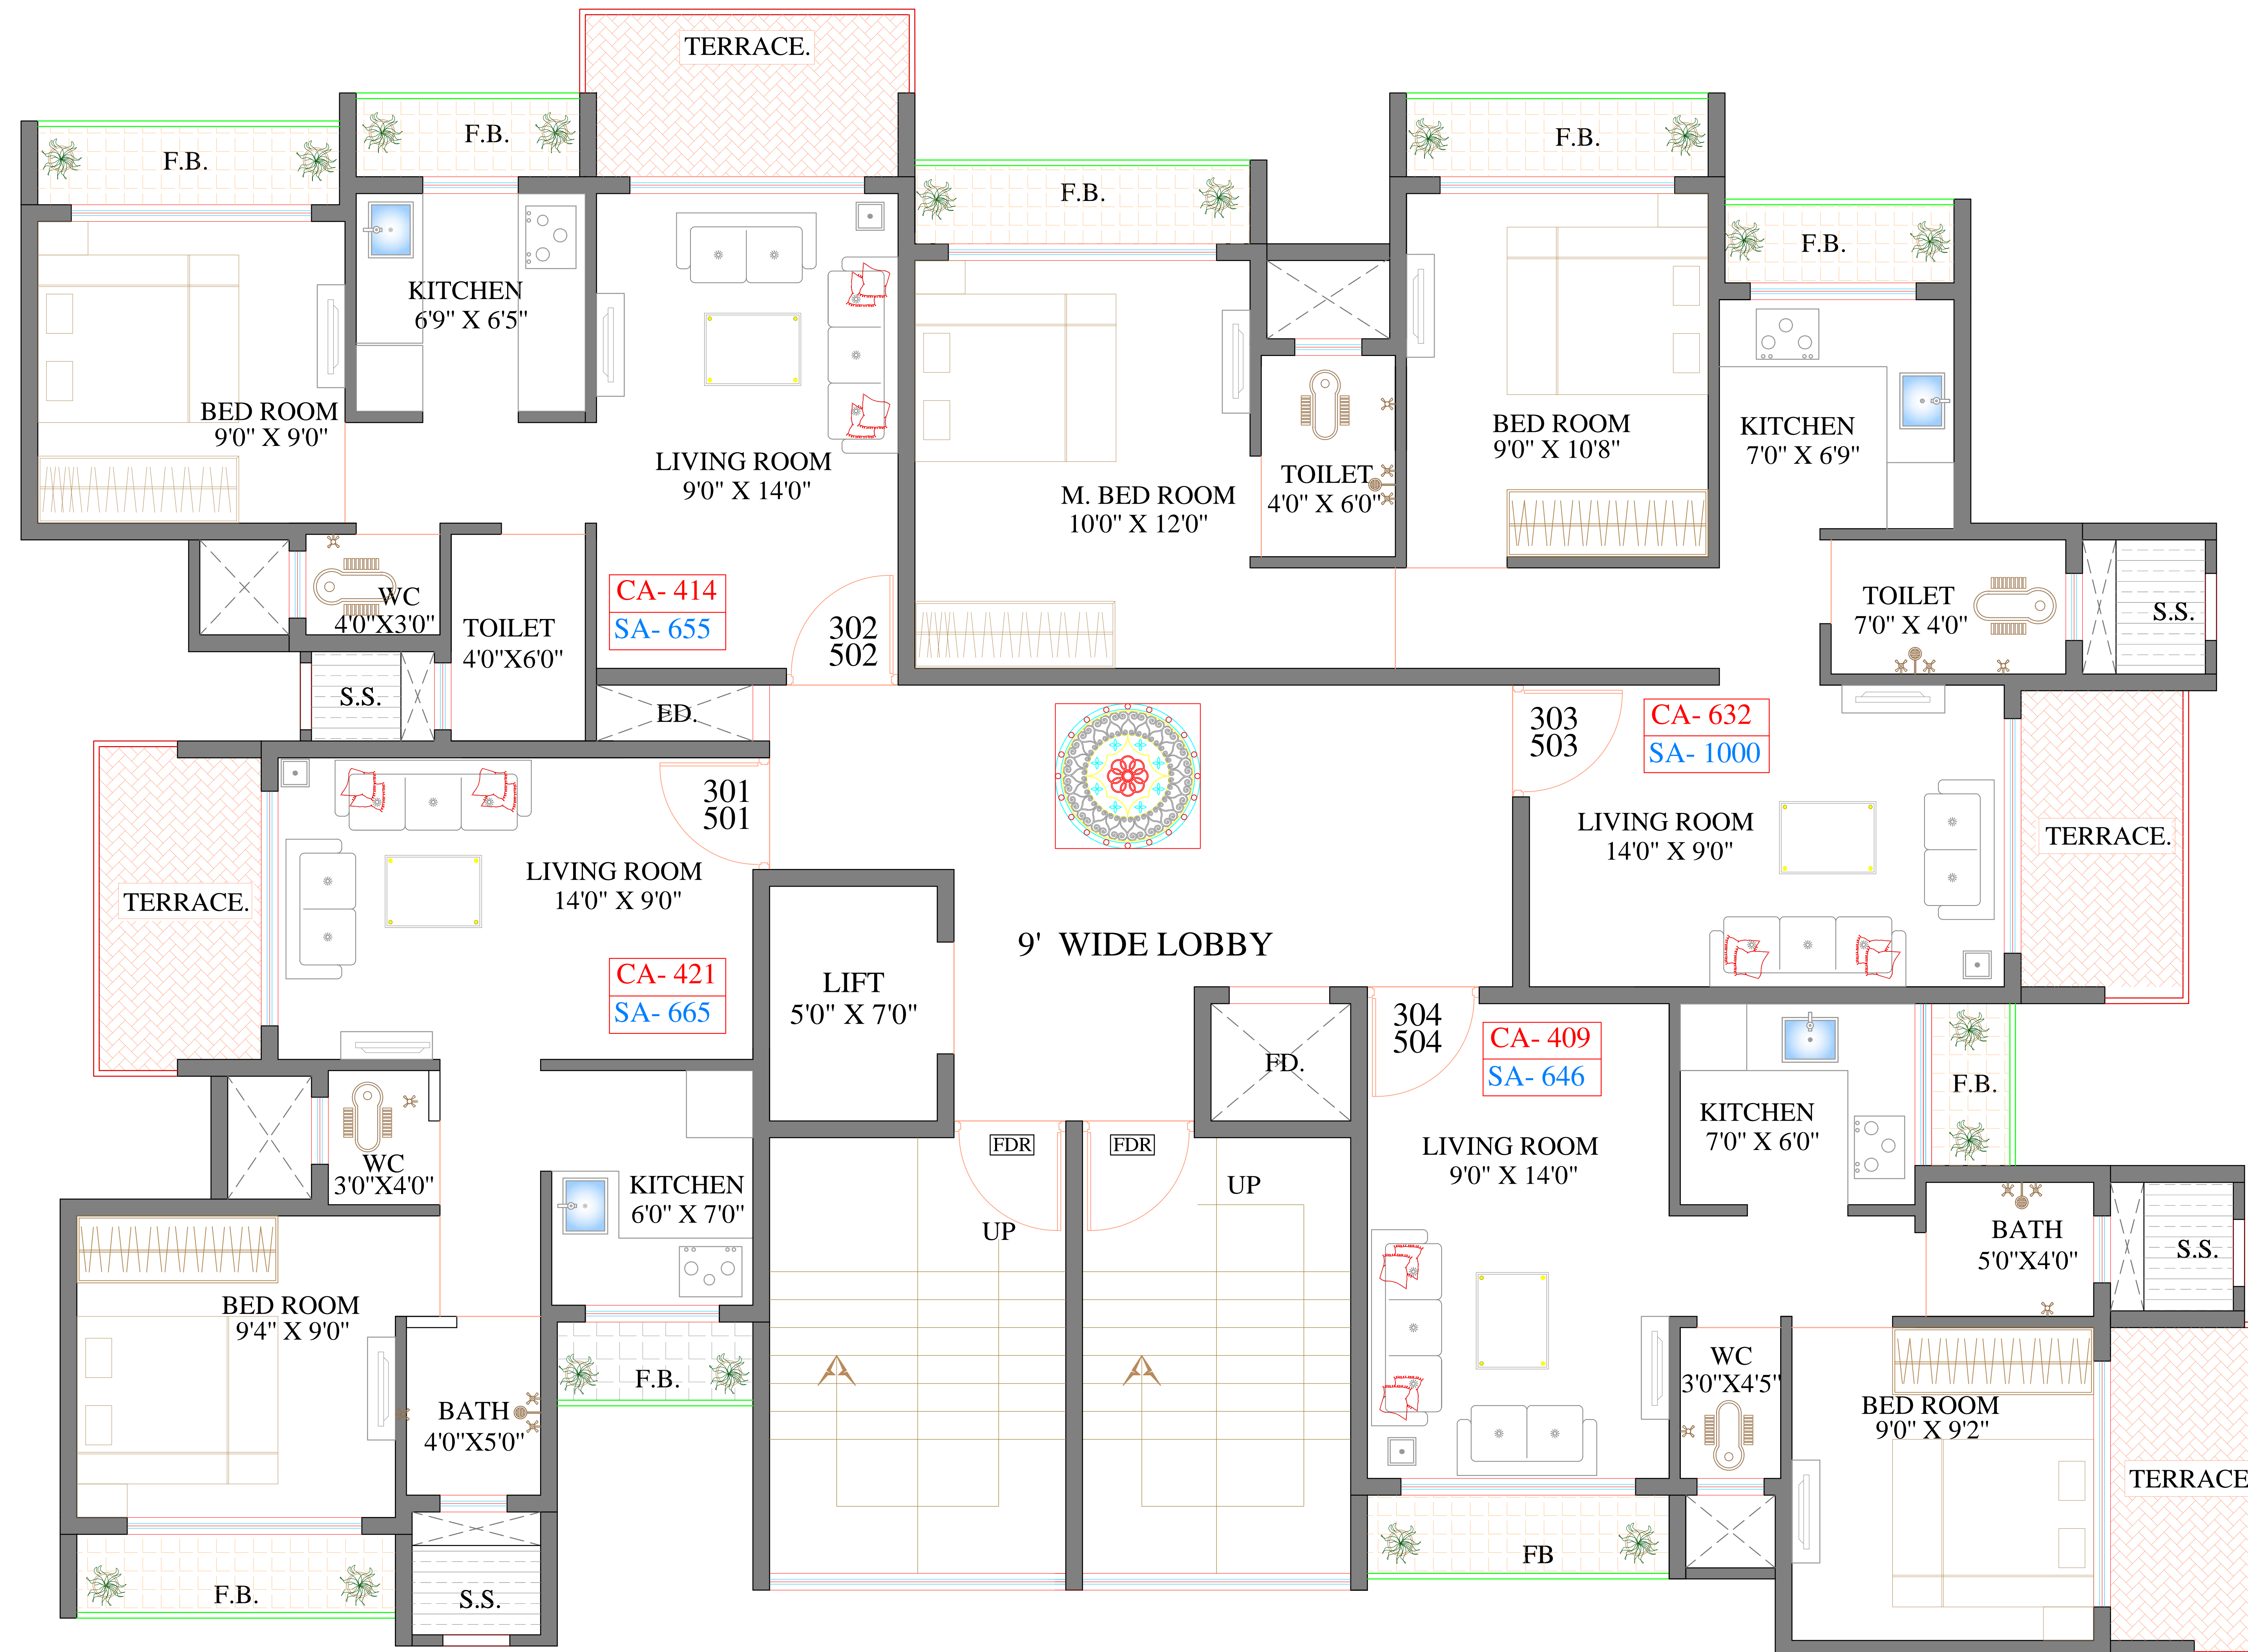 TERRACE.
F.B.
F.B.
F.B.
F.B.
F.B.
KITCHEN
6'9" X 6'5"
BED ROOM
9'0" X 9'0"
LIVING ROOM
9'0" X 14'0"
M. BED ROOM
10'0" X 12'0"
TOILET
4'0" X 6'0"
BED ROOM
9'0" X 10'8"
KITCHEN
7'0" X 6'9"
WC
4'0"X3'0"
TOILET
4'0"X6'0"
CA- 414
SA- 655
302
502
TOILET
7'0" X 4'0"
S.S.
S.S.
ED.
303
503
CA- 632
SA- 1000
301
501
LIVING ROOM
14'0" X 9'0"
TERRACE.
LIVING ROOM
14'0" X 9'0"
TERRACE.
CA- 421
SA- 665
LIFT
5'0" X 7'0"
9' WIDE LOBBY
304
504
CA- 409
SA- 646
FD.
F.B.
KITCHEN
7'0" X 6'0"
FDR
FDR
LIVING ROOM
9'0" X 14'0"
WC
3'0"X4'0"
KITCHEN
6'0" X 7'0"
UP
UP
BATH
5'0"X4'0"
S.S.
BED ROOM
9'4" X 9'0"
F.B.
WC
3'0"X4'5"
BED ROOM
9'0" X 9'2"
BATH
4'0"X5'0"
TERRACE
FB
F.B.
S.S.